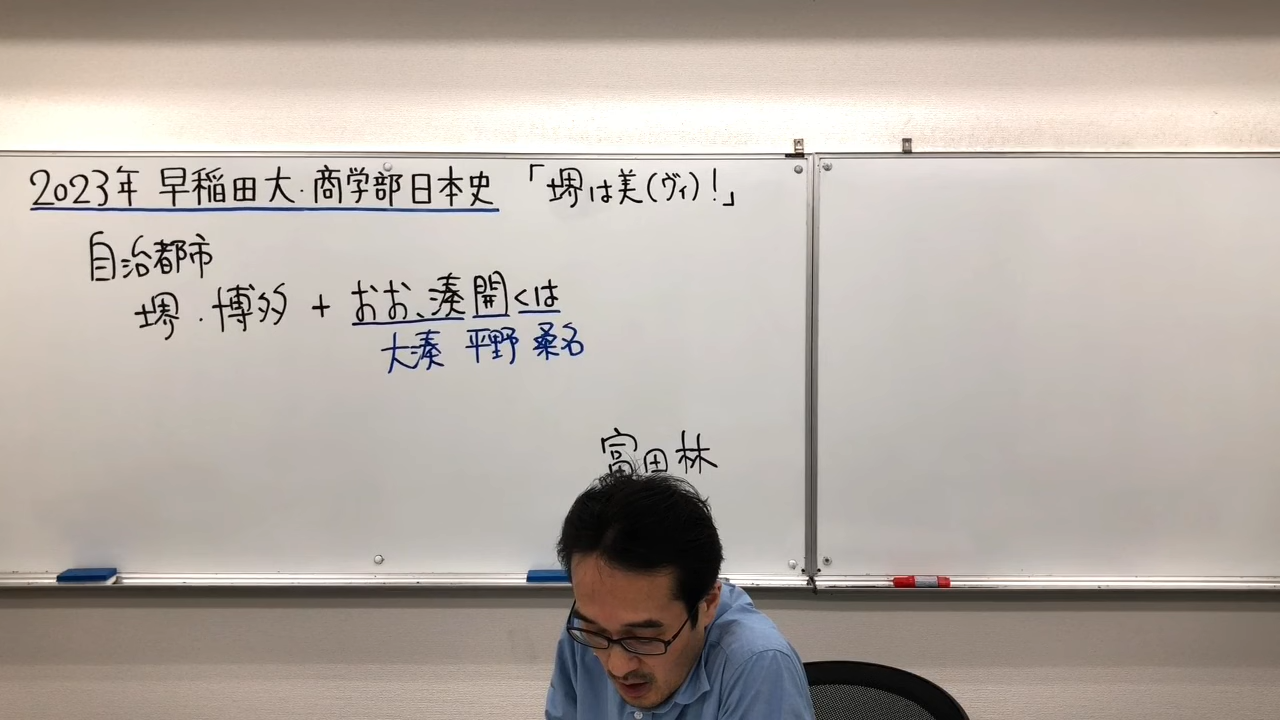 2023年 早稲田大・商学部日本史 「堺は美(ヴィ)!」
自治都市
堺・博多 + おお、湊開くは
大湊 平野 桑名
富田林